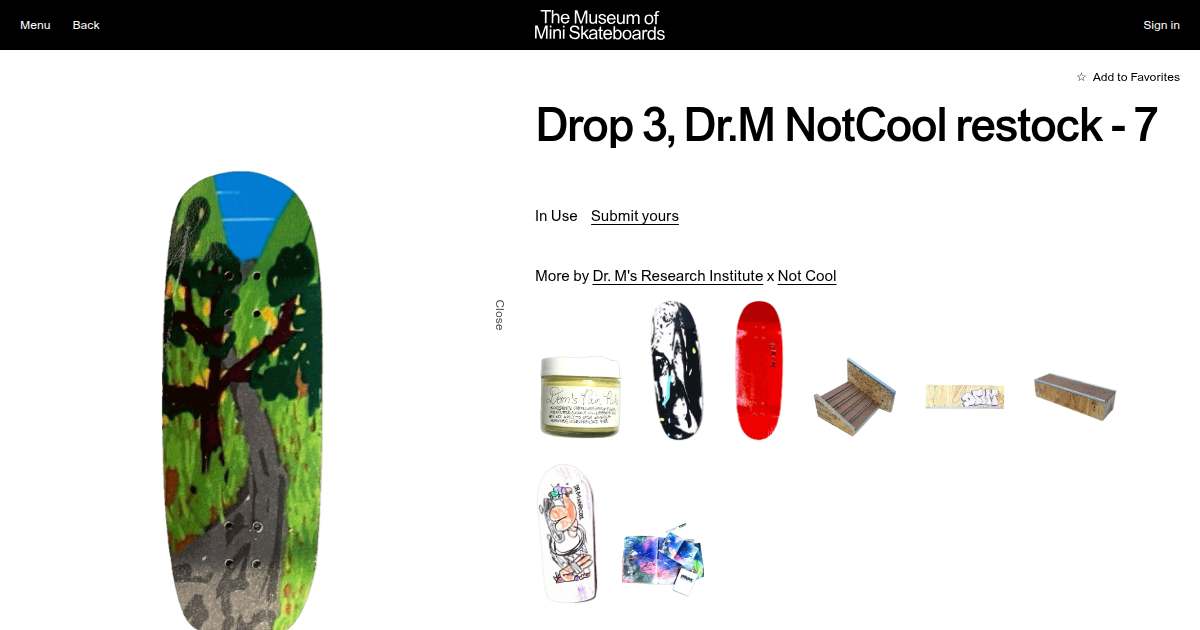 Menu
Back
The Museum of
Mini Skateboards
Sign in
☆ Add to Favorites
Drop 3, Dr.M NotCool restock - 7
In Use
Submit yours
Close
More by Dr. M's Research Institute x Not Cool